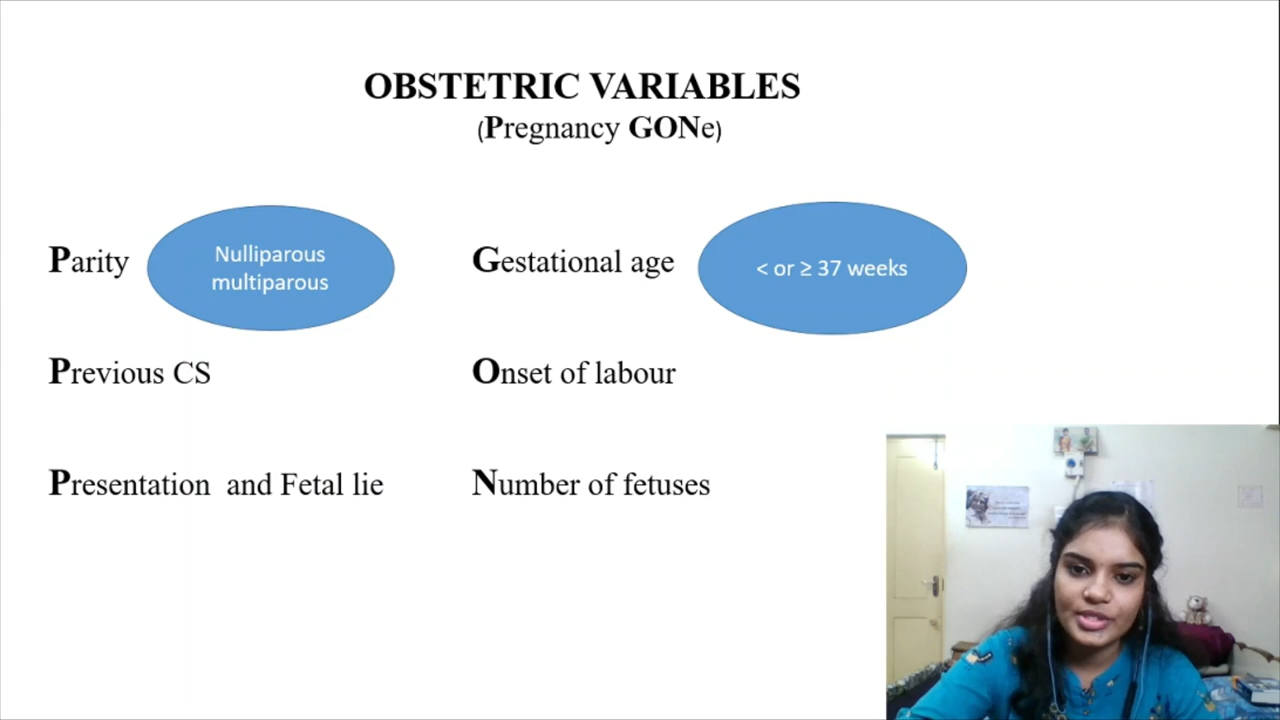 OBSTETRIC VARIABLES
(Pregnancy GONe)
Parity
Nulliparous
multiparous
Gestational age
< or ≥ 37 weeks
Previous CS
Onset of labour
Presentation and Fetal lie
Number of fetuses